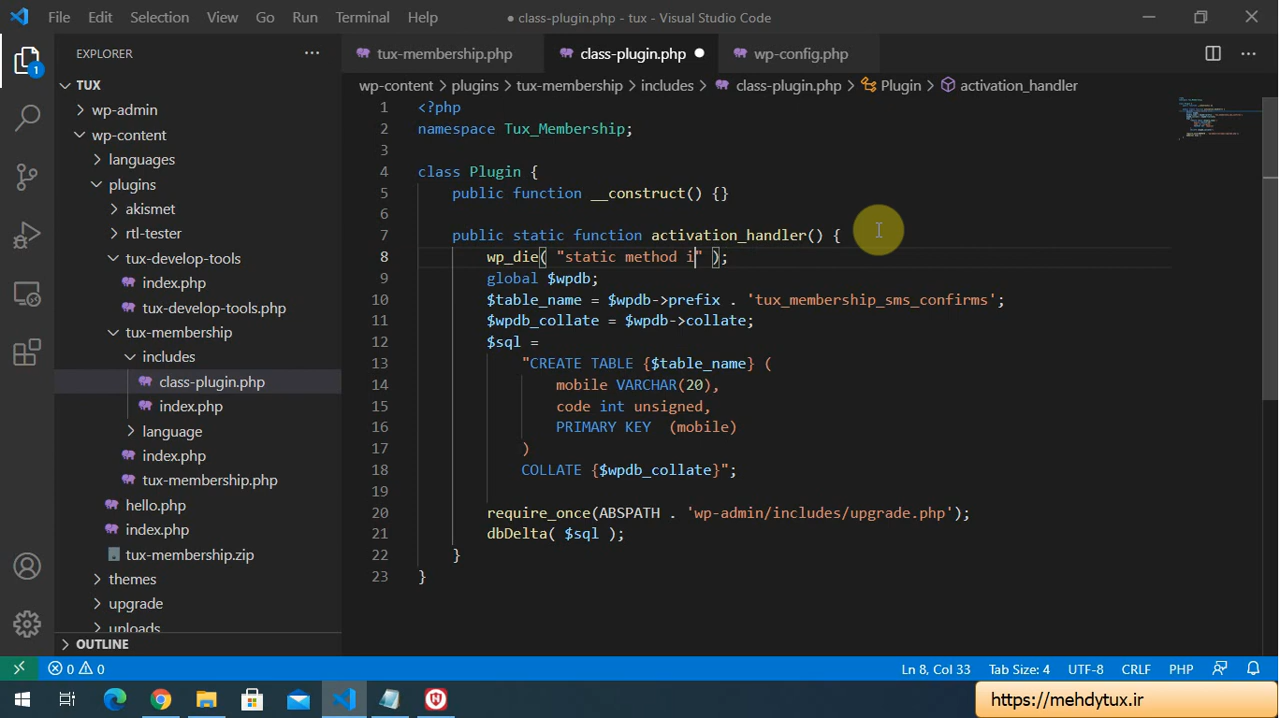 File Edit Selection View Go Run Terminal Help
● class-plugin.php - tux - Visual Studio Code
EXPLORER
1
TUX
wp-admin
wp-content
languages
plugins
akismet
rtl-tester
tux-develop-tools
index.php
tux-develop-tools.php
tux-membership
includes
class-plugin.php
index.php
language
index.php
tux-membership.php
hello.php
index.php
tux-membership.zip
themes
upgrade
uploads
OUTLINE
tux-membership.php class-plugin.php ● wp-config.php
wp-content > plugins > tux-membership > includes > class-plugin.php > Plugin > activation_handler
1 <?php
2 namespace Tux_Membership;
3
4 class Plugin {
5 public function __construct() {}
6
7 public static function activation_handler() {
8 wp_die( "static method i" );
9 global $wpdb;
10 $table_name = $wpdb->prefix . 'tux_membership_sms_confirms';
11 $wpdb_collate = $wpdb->collate;
12 $sql =
13 "CREATE TABLE {$table_name} (
14 mobile VARCHAR(20),
15 code int unsigned,
16 PRIMARY KEY (mobile)
17 )
18 COLLATE {$wpdb_collate}";
19
20 require_once(ABSPATH . 'wp-admin/includes/upgrade.php');
21 dbDelta( $sql );
22 }
23 }
0 0
Ln 8, Col 33 Tab Size: 4 UTF-8 CRLF PHP
https://mehdytux.ir